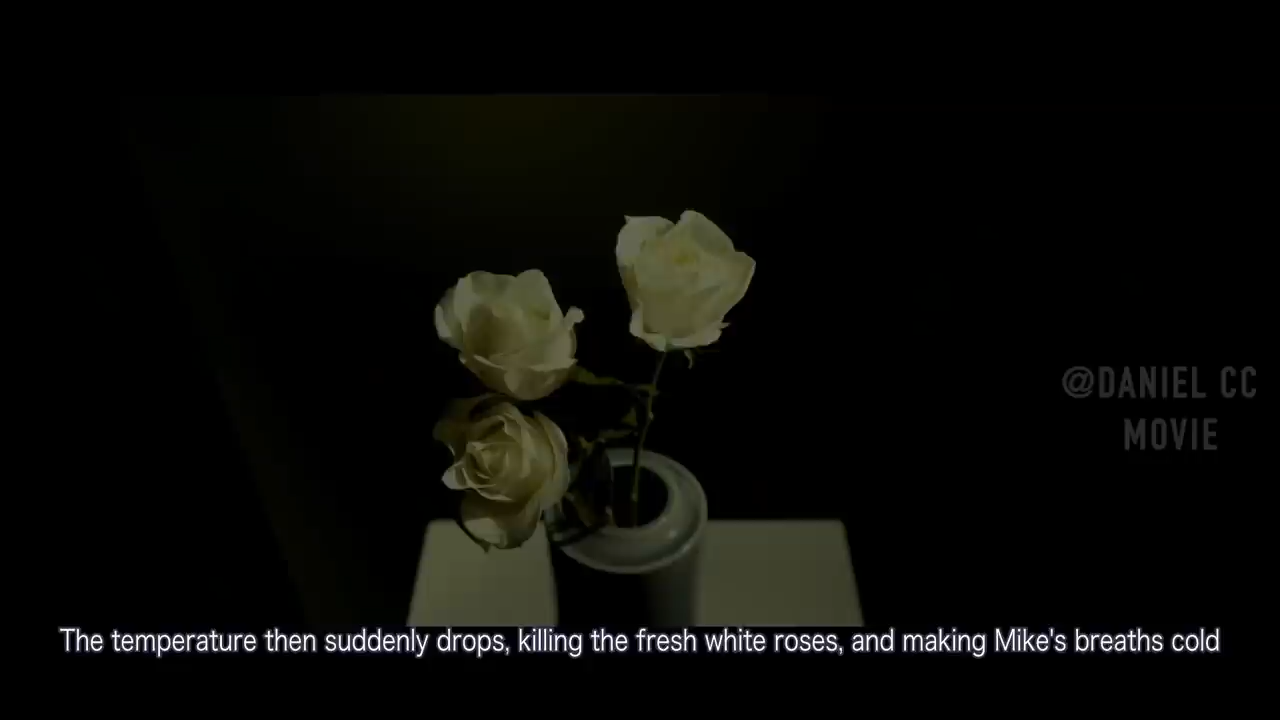 @DANIEL CC
MOVIE
The temperature then suddenly drops, killing the fresh white roses, and making Mike's breaths cold